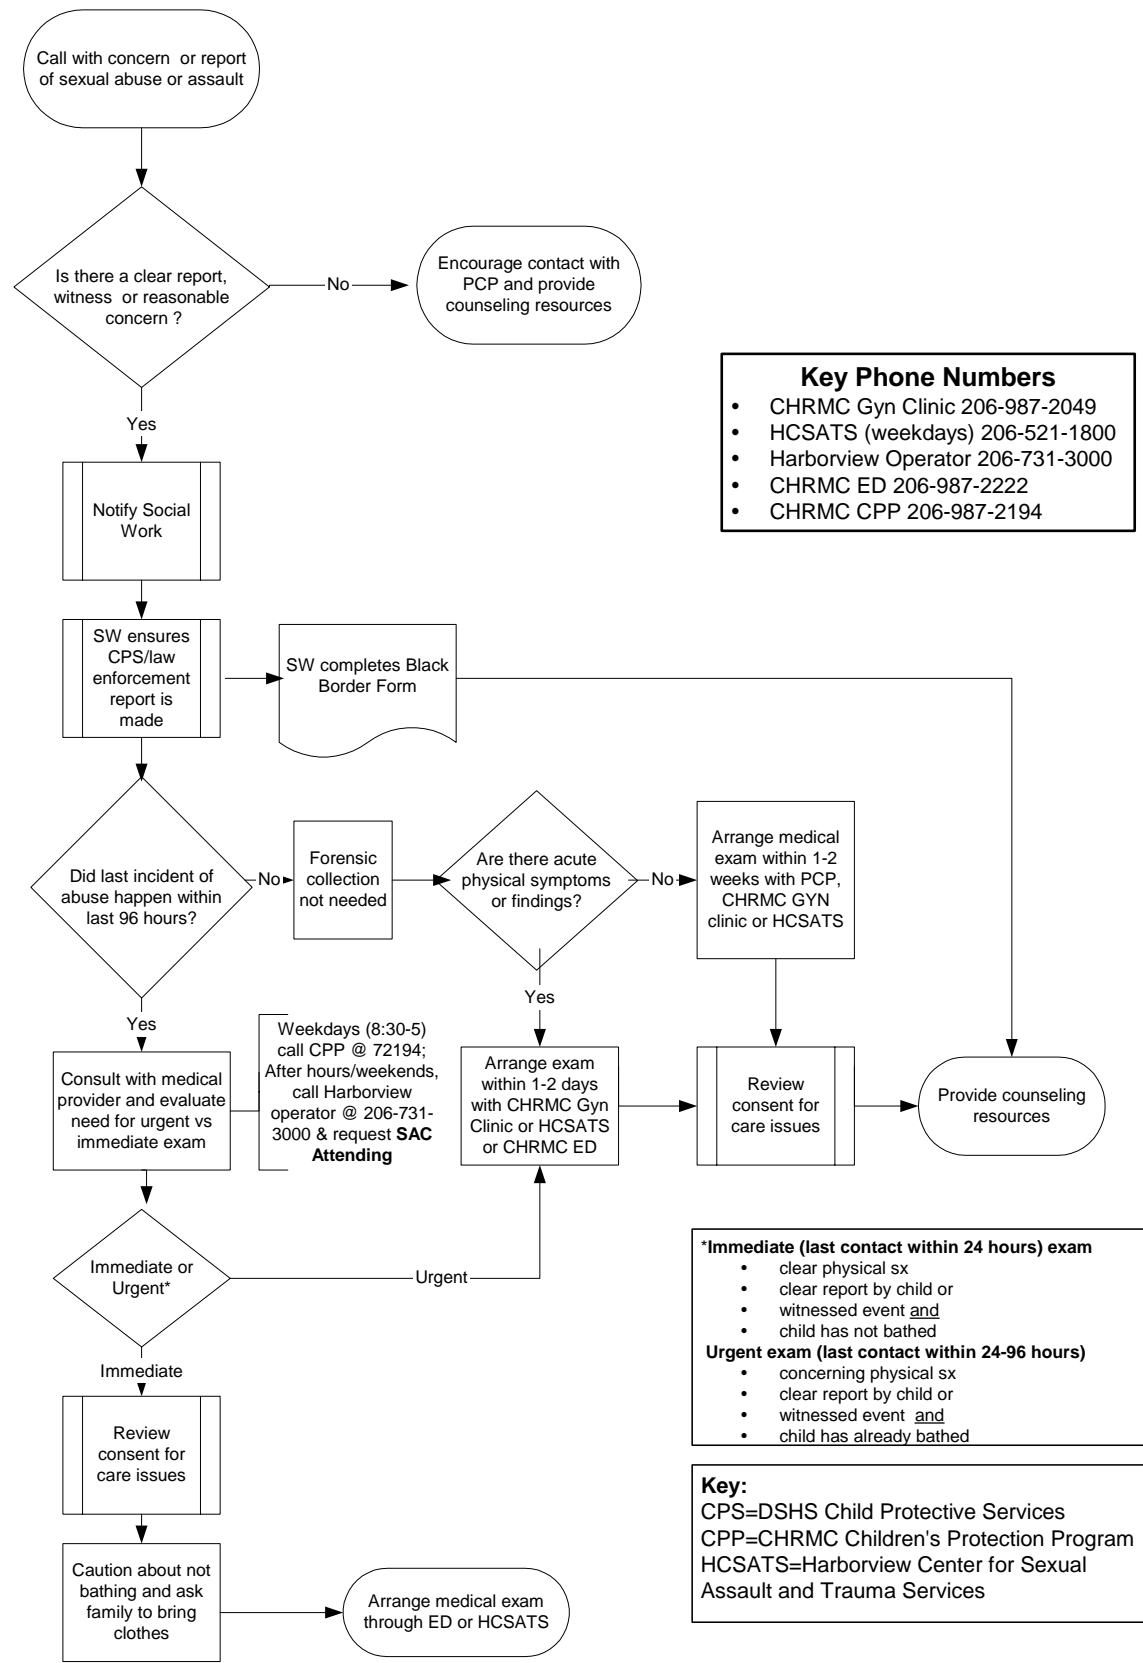 Call with concern  or report
of sexual abuse or assault
Is there a clear report,
witness  or reasonable
concern ?
No
Encourage contact with
PCP and provide
counseling resources
Key Phone Numbers
• CHRMC Gyn Clinic 206-987-2049
• HCSATS (weekdays) 206-521-1800
• Harborview Operator 206-731-3000
• CHRMC ED 206-987-2222
• CHRMC CPP 206-987-2194
Yes
Notify Social
Work
SW ensures
CPS/law
enforcement
report is
made
SW completes Black
Border Form
Did last incident of
abuse happen within
last 96 hours?
No
Forensic
collection
not needed
Are there acute
physical symptoms
or findings?
No
Arrange medical
exam within 1-2
weeks with PCP,
CHRMC GYN
clinic or HCSATS
Yes
Yes
Consult with medical
provider and evaluate
need for urgent vs
immediate exam
Weekdays (8:30-5)
call CPP @ 72194;
After hours/weekends,
call Harborview
operator @ 206-731-
3000 & request SAC
Attending
Arrange exam
within 1-2 days
with CHRMC Gyn
Clinic or HCSATS
or CHRMC ED
Review
consent for
care issues
Provide counseling
resources
Immediate or
Urgent*
Urgent
Immediate
Review
consent for
care issues
Caution about not
bathing and ask
family to bring
clothes
Arrange medical exam
through ED or HCSATS
*Immediate (last contact within 24 hours) exam
• clear physical sx
• clear report by child or
• witnessed event and
• child has not bathed
Urgent exam (last contact within 24-96 hours)
• concerning physical sx
• clear report by child or
• witnessed event  and
• child has already bathed
Key:
CPS=DSHS Child Protective Services
CPP=CHRMC Children's Protection Program
HCSATS=Harborview Center for Sexual
Assault and Trauma Services